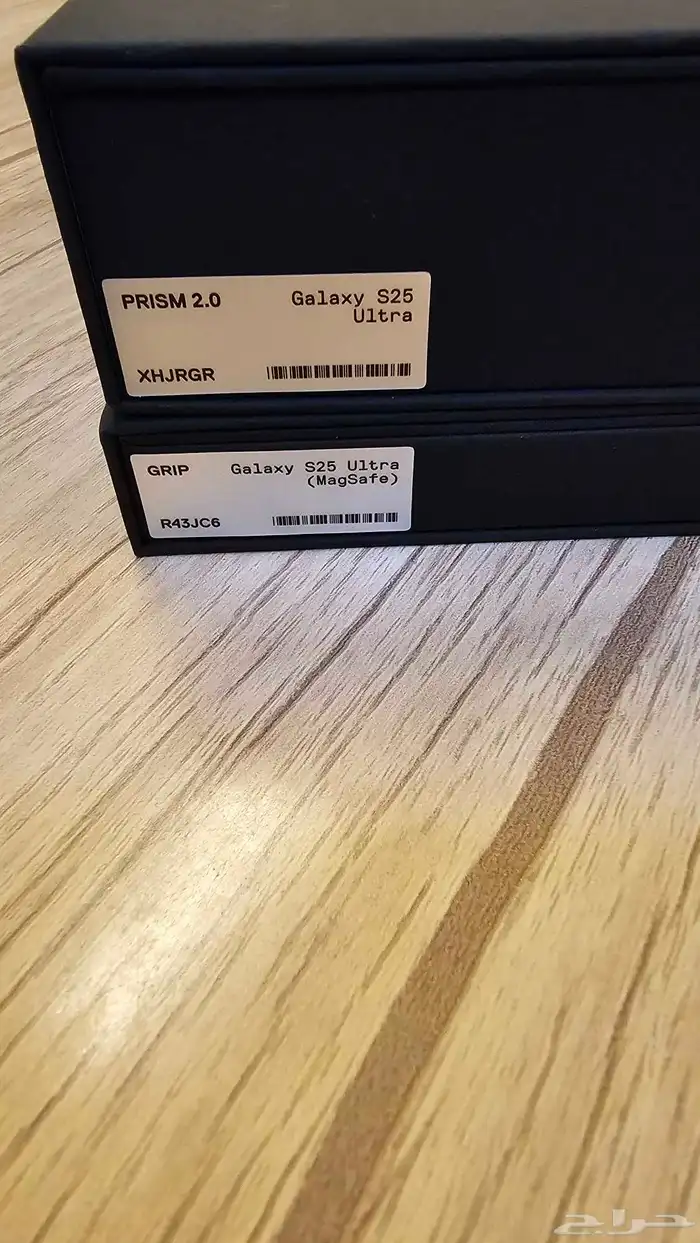 PRISM 2.0
Galaxy S25
Ultra
XHJRGR
GRIP
Galaxy S25 Ultra
(MagSafe)
R43JC6
حراج